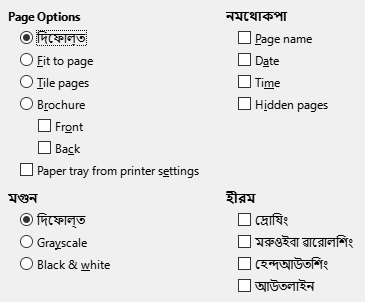 Page Options
দিফোল্ত
Fit to page
Tile pages
Brochure
Front
Back
Paper tray from printer settings
মগুন
দিফোল্ত
Grayscale
Black & white
নমথোকপা
Page name
Date
Time
Hidden pages
হীরম
দ্রোয়িং
মরুওইবা ৱারোলশিং
হেন্দআউতশিং
আউতলাইন